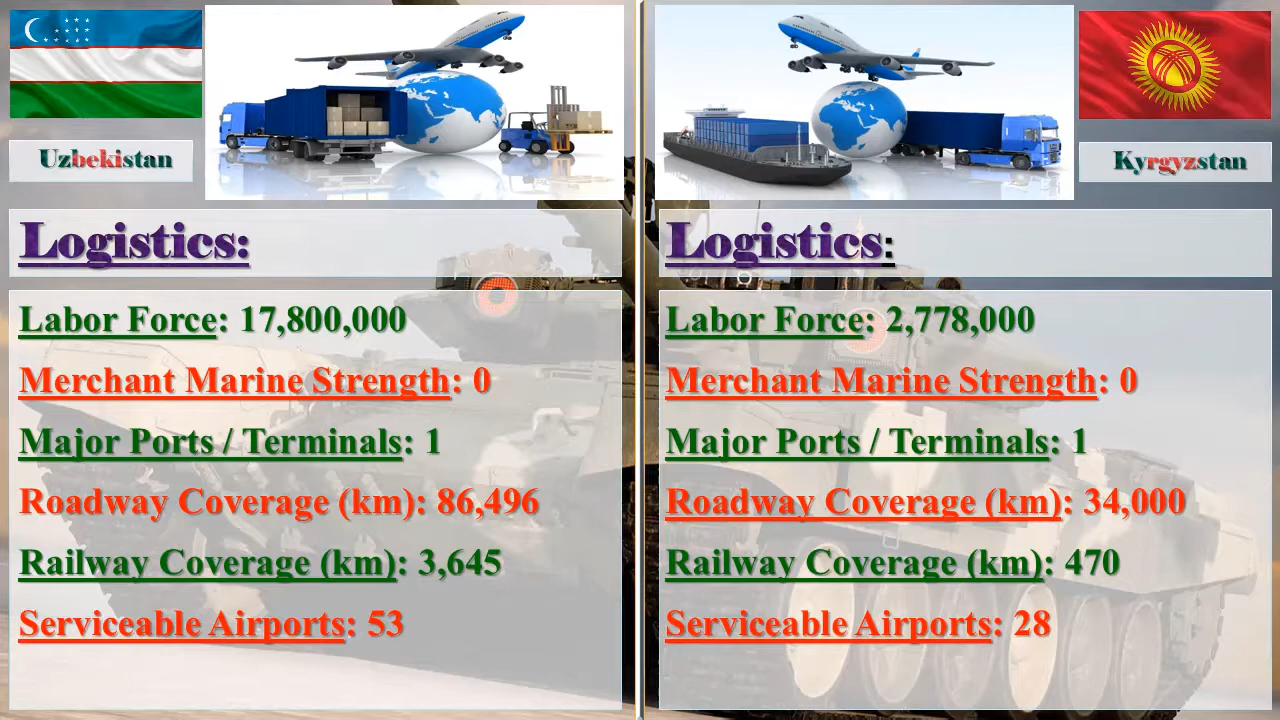 Uzbekistan
Logistics:
Labor Force: 17,800,000
Merchant Marine Strength: 0
Major Ports / Terminals: 1
Roadway Coverage (km): 86,496
Railway Coverage (km): 3,645
Serviceable Airports: 53
Kyrgyzstan
Logistics:
Labor Force: 2,778,000
Merchant Marine Strength: 0
Major Ports / Terminals: 1
Roadway Coverage (km): 34,000
Railway Coverage (km): 470
Serviceable Airports: 28